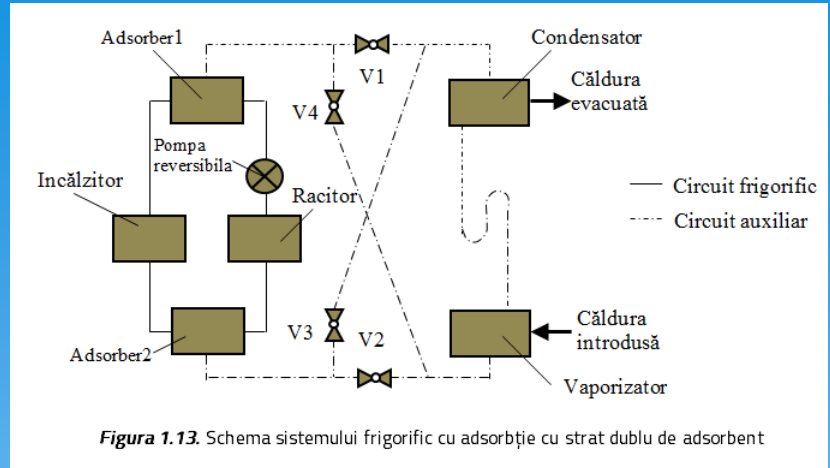 Adsorber1
Condensator
V1
Căldura
evacuată
V4
Pompa
reversibila
Incălzitor
Racitor
Circuit frigorific
Circuit auxiliar
V3
V2
Căldura
introdusă
Adsorber2
Vaporizator
Figura 1.13. Schema sistemului frigorific cu adsorbție cu strat dublu de adsorbent